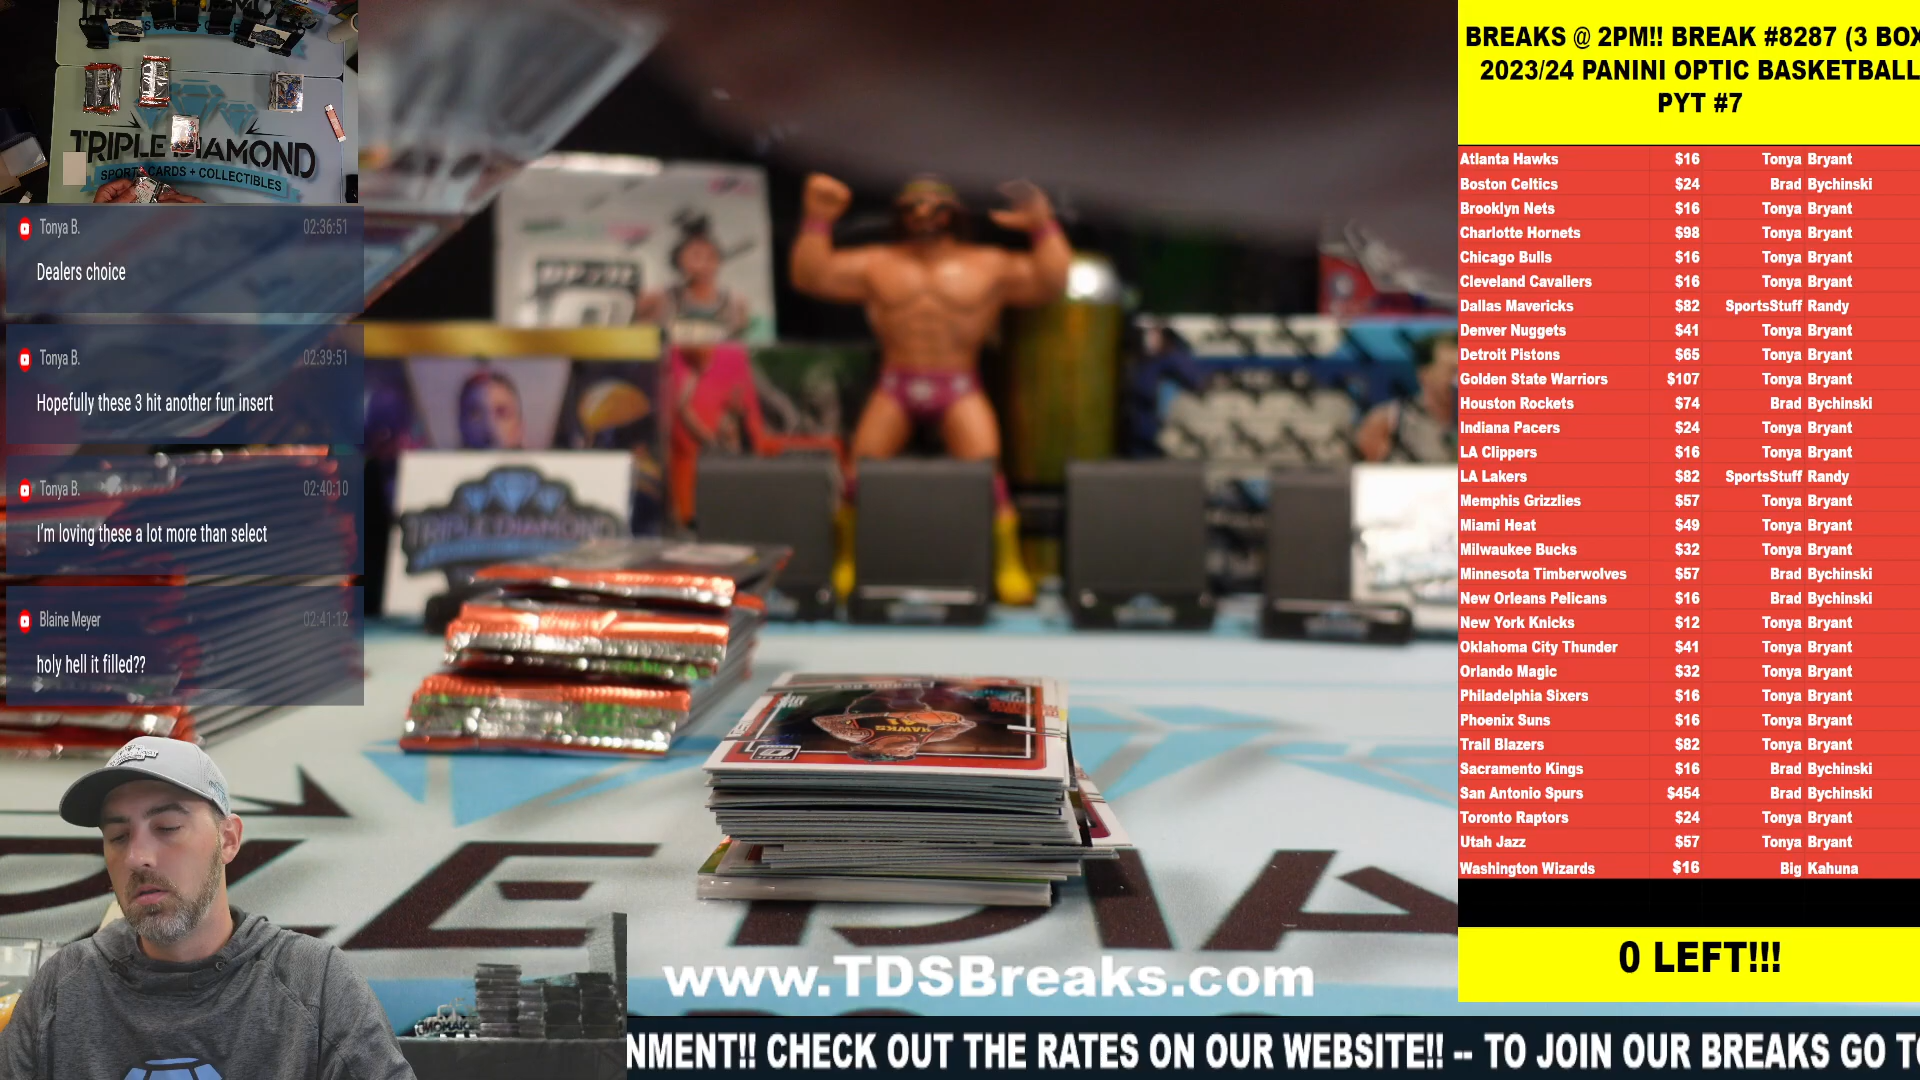 TRIPLE DIAMOND
SPORTS CARDS + COLLECTIBLES
Tonya B. 02:36:51
Dealers choice
Tonya B. 02:39:51
Hopefully these 3 hit another fun insert
Tonya B. 02:40:10
I'm loving these a lot more than select
Blaine Meyer 02:41:12
holy hell it filled??
TRIPLE DIAMOND
HAWKS
41
www.TDSBreaks.com
BREAKS @ 2PM!! BREAK #8287 (3 BOX
2023/24 PANINI OPTIC BASKETBALL
PYT #7
Atlanta Hawks $16 Tonya Bryant
Boston Celtics $24 Brad Bychinski
Brooklyn Nets $16 Tonya Bryant
Charlotte Hornets $98 Tonya Bryant
Chicago Bulls $16 Tonya Bryant
Cleveland Cavaliers $16 Tonya Bryant
Dallas Mavericks $82 SportsStuff Randy
Denver Nuggets $41 Tonya Bryant
Detroit Pistons $65 Tonya Bryant
Golden State Warriors $107 Tonya Bryant
Houston Rockets $74 Brad Bychinski
Indiana Pacers $24 Tonya Bryant
LA Clippers $16 Tonya Bryant
LA Lakers $82 SportsStuff Randy
Memphis Grizzlies $57 Tonya Bryant
Miami Heat $49 Tonya Bryant
Milwaukee Bucks $32 Tonya Bryant
Minnesota Timberwolves $57 Brad Bychinski
New Orleans Pelicans $16 Brad Bychinski
New York Knicks $12 Tonya Bryant
Oklahoma City Thunder $41 Tonya Bryant
Orlando Magic $32 Tonya Bryant
Philadelphia Sixers $16 Tonya Bryant
Phoenix Suns $16 Tonya Bryant
Trail Blazers $82 Tonya Bryant
Sacramento Kings $16 Brad Bychinski
San Antonio Spurs $454 Brad Bychinski
Toronto Raptors $24 Tonya Bryant
Utah Jazz $57 Tonya Bryant
Washington Wizards $16 Big Kahuna
0 LEFT!!!
NMENT!! CHECK OUT THE RATES ON OUR WEBSITE!! -- TO JOIN OUR BREAKS GO TO